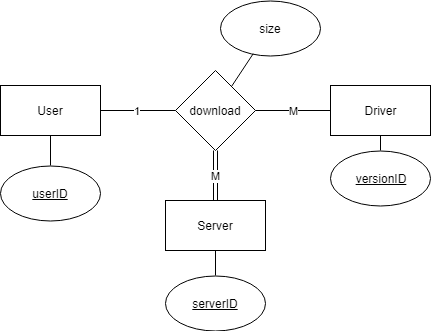 size
User
1
download
M
Driver
userID
M
versionID
Server
serverID